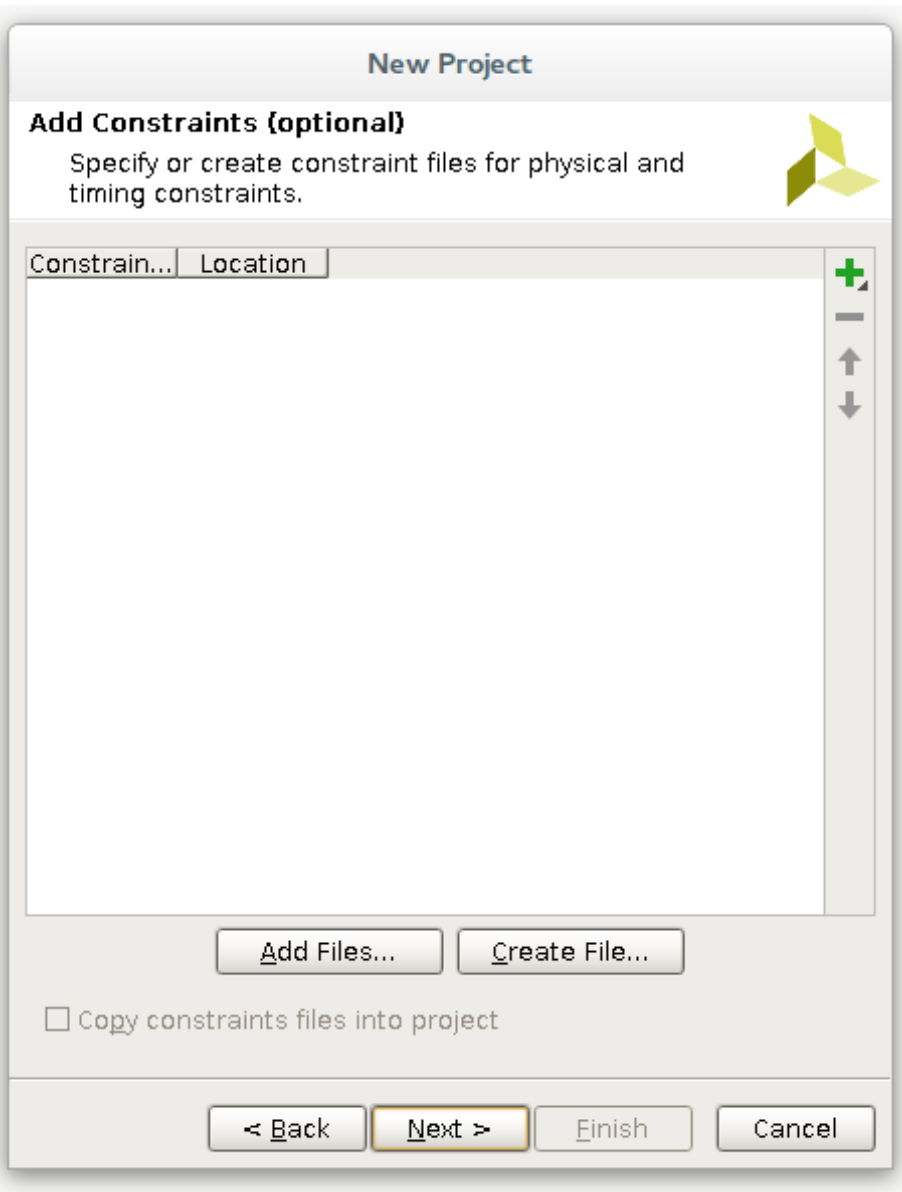 New Project
Add Constraints (optional)
Specify or create constraint files for physical and
timing constraints.
Constrain... Location
Add Files... Create File...
Copy constraints files into project
< Back Next > Finish Cancel